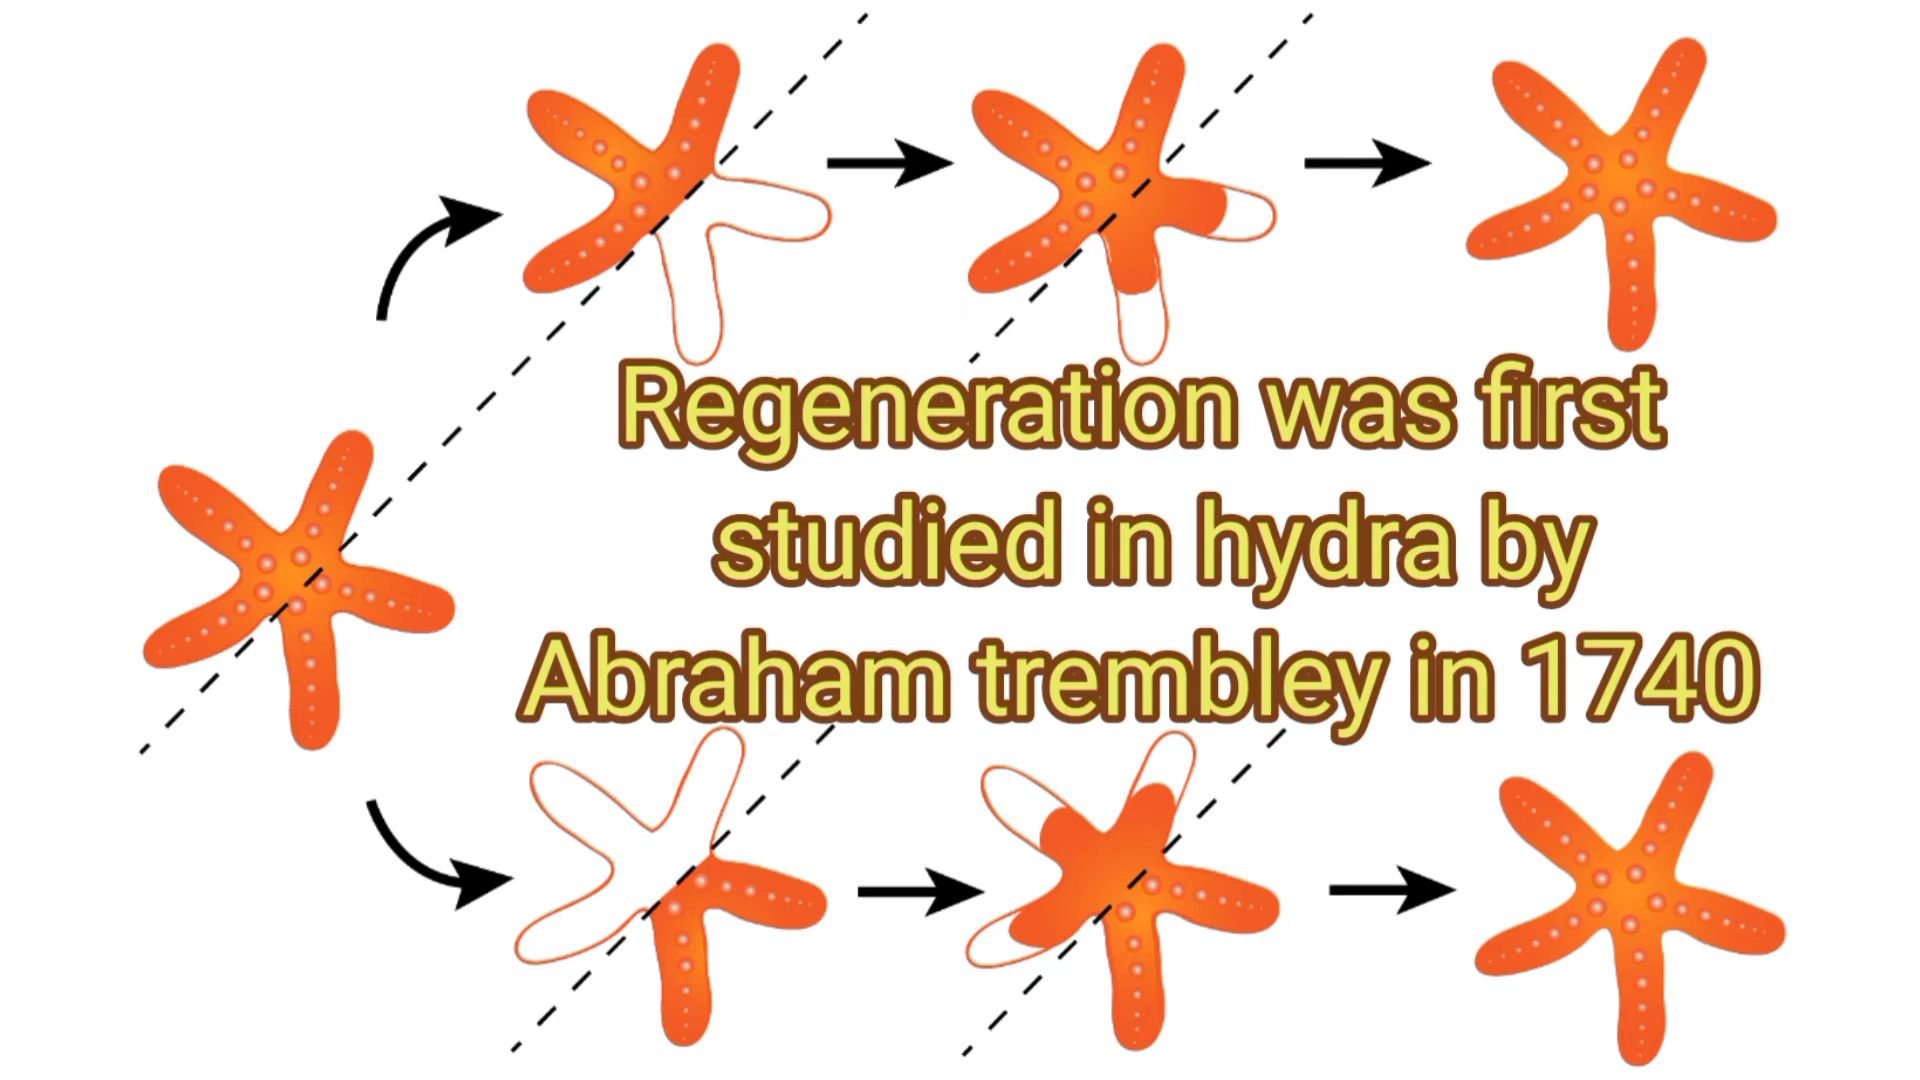 Regeneration was first
studied in hydra by
Abraham trembley in 1740